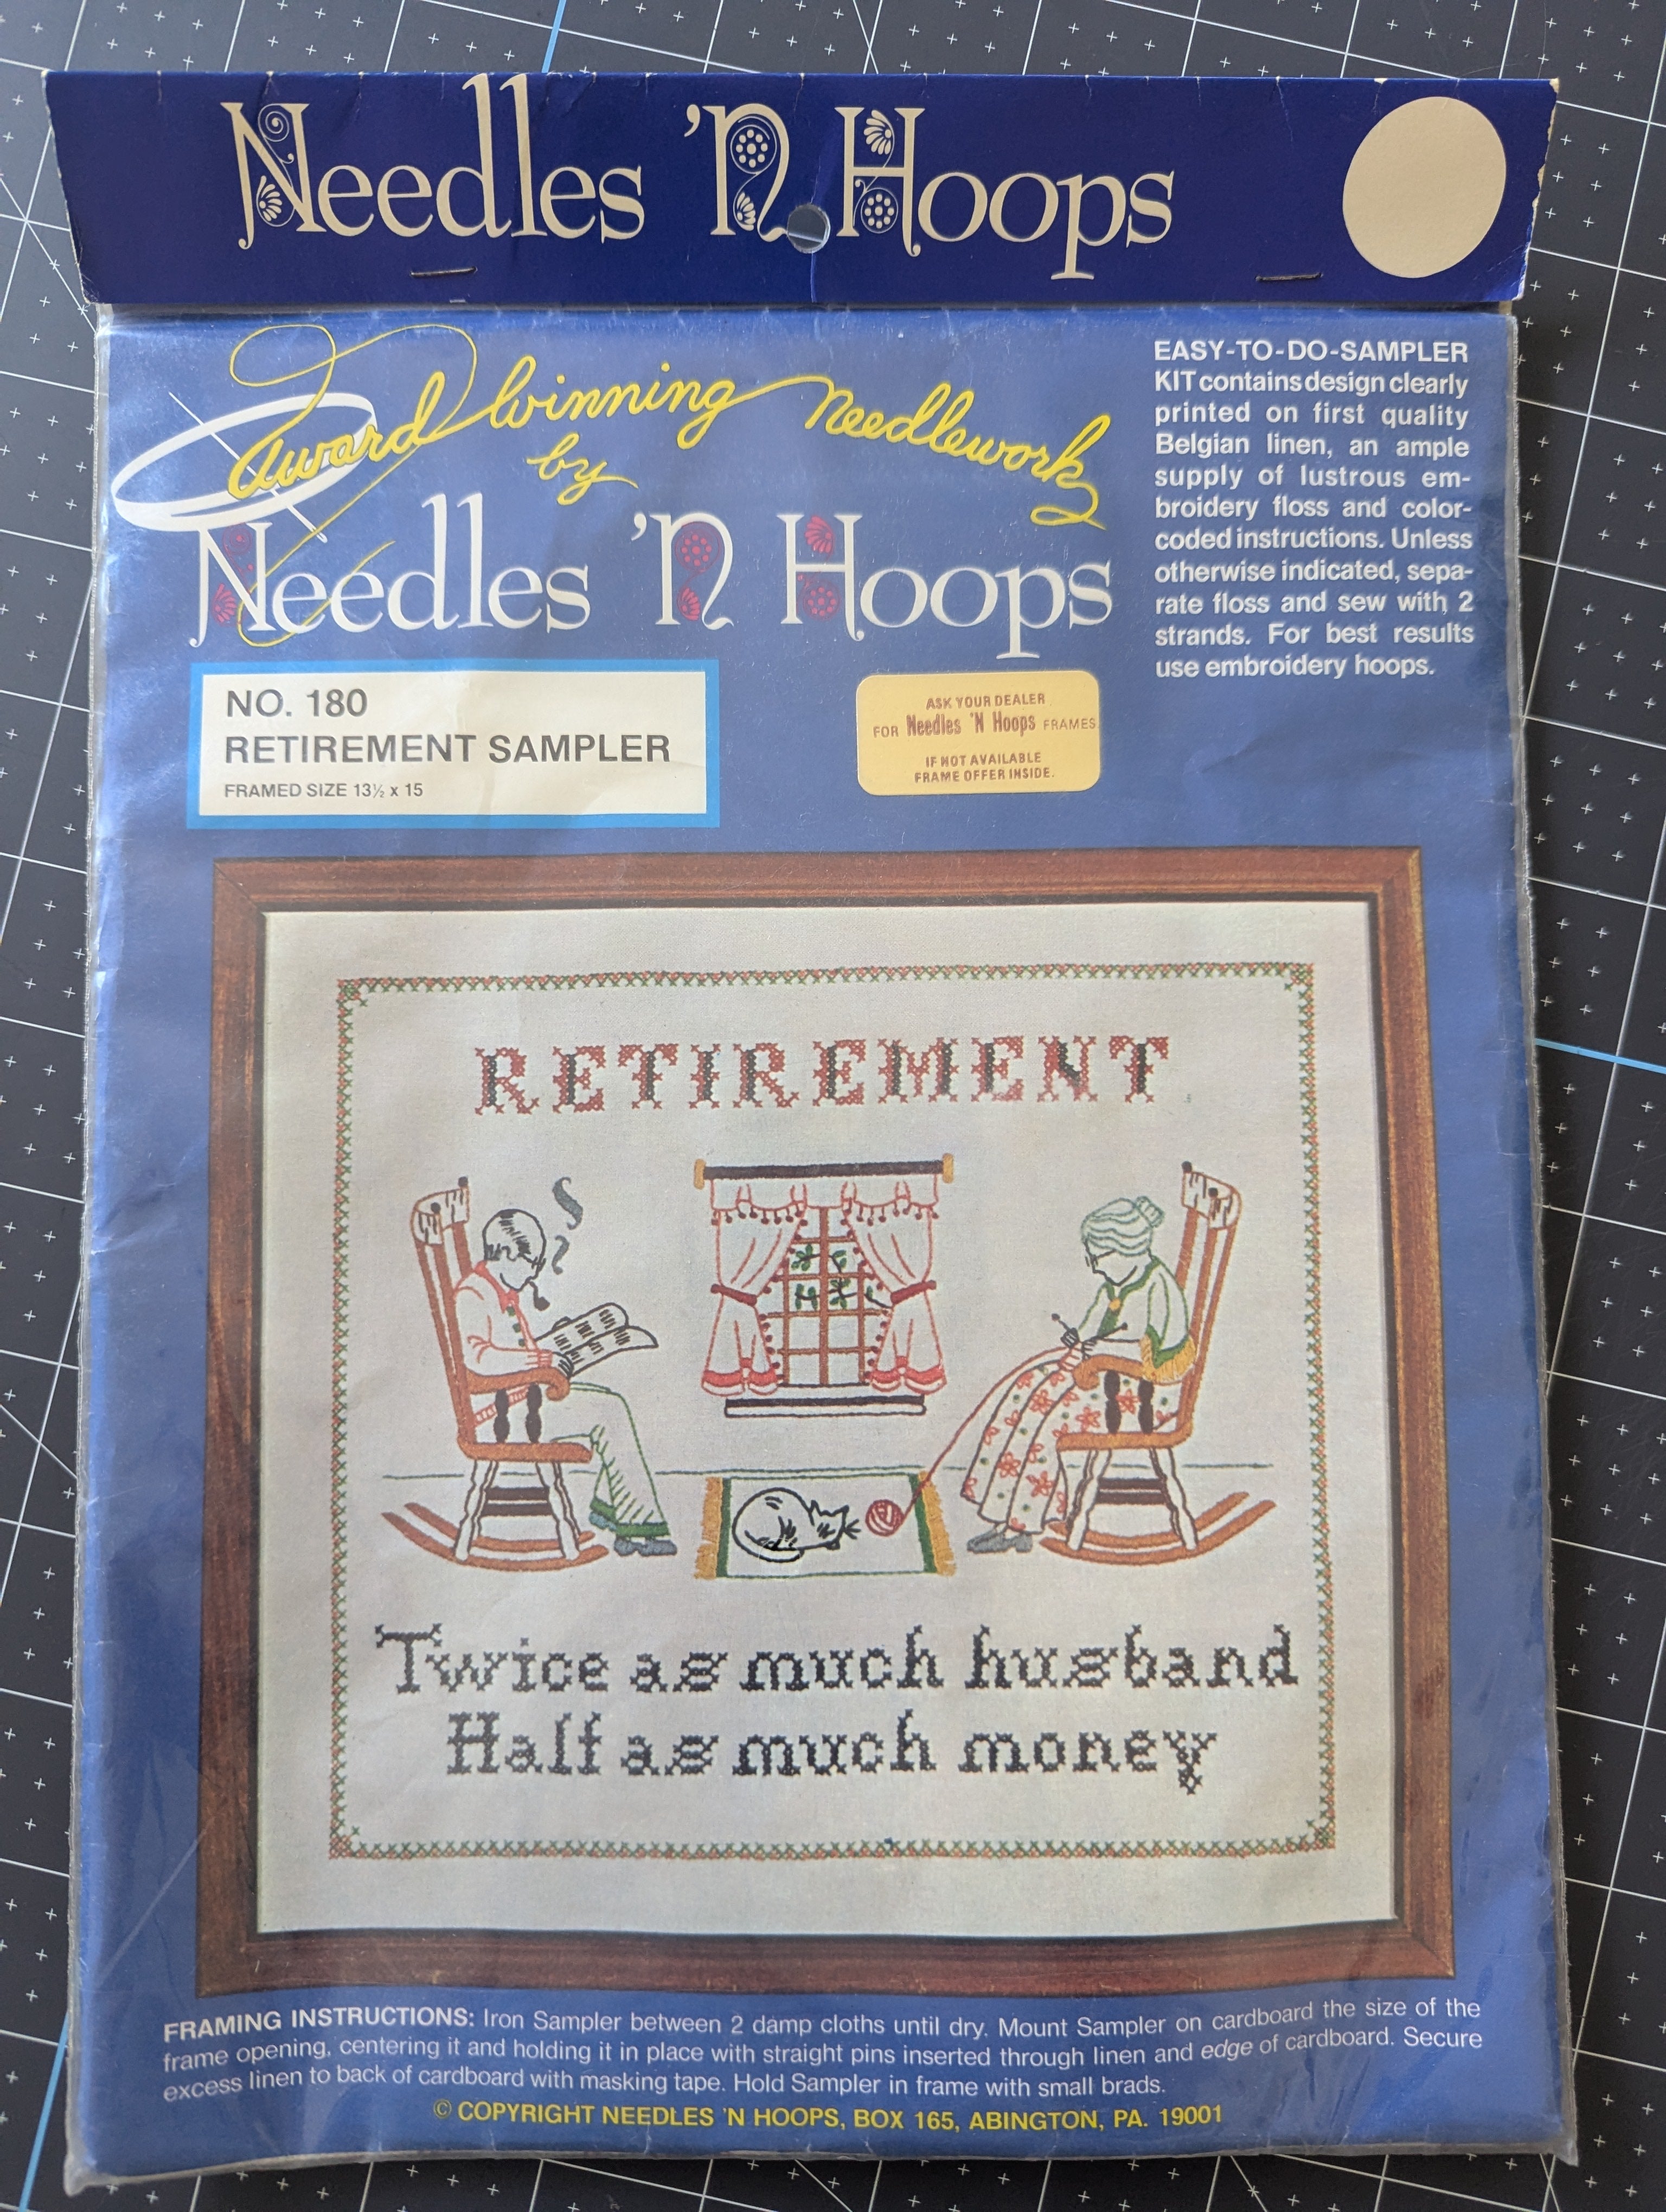 Needles 'N Hoops
award winning needlework
by
Needles 'N Hoops
EASY-TO-DO-SAMPLER
KIT contains design clearly
printed on first quality
Belgian linen, an ample
supply of lustrous em-
broidery floss and color-
coded instructions. Unless
otherwise indicated, sepa-
rate floss and sew with 2
strands. For best results
use embroidery hoops.
NO. 180
RETIREMENT SAMPLER
FRAMED SIZE 13½ x 15
ASK YOUR DEALER
FOR Needles 'N Hoops FRAMES
IF NOT AVAILABLE
FRAME OFFER INSIDE.
RETIREMENT
Twice as much husband
Half as much money
FRAMING INSTRUCTIONS: Iron Sampler between 2 damp cloths until dry. Mount Sampler on cardboard the size of the
frame opening, centering it and holding it in place with straight pins inserted through linen and edge of cardboard. Secure
excess linen to back of cardboard with masking tape. Hold Sampler in frame with small brads.
© COPYRIGHT NEEDLES 'N HOOPS, BOX 165, ABINGTON, PA. 19001